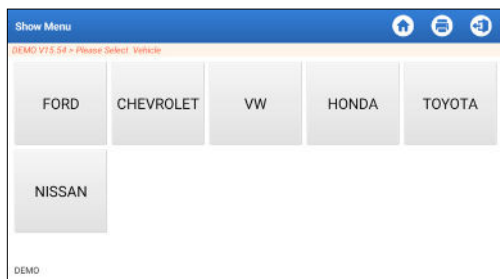 Show Menu
DEMO V15.54 > Please Select Vehicle
FORD
CHEVROLET
VW
HONDA
TOYOTA
NISSAN
DEMO